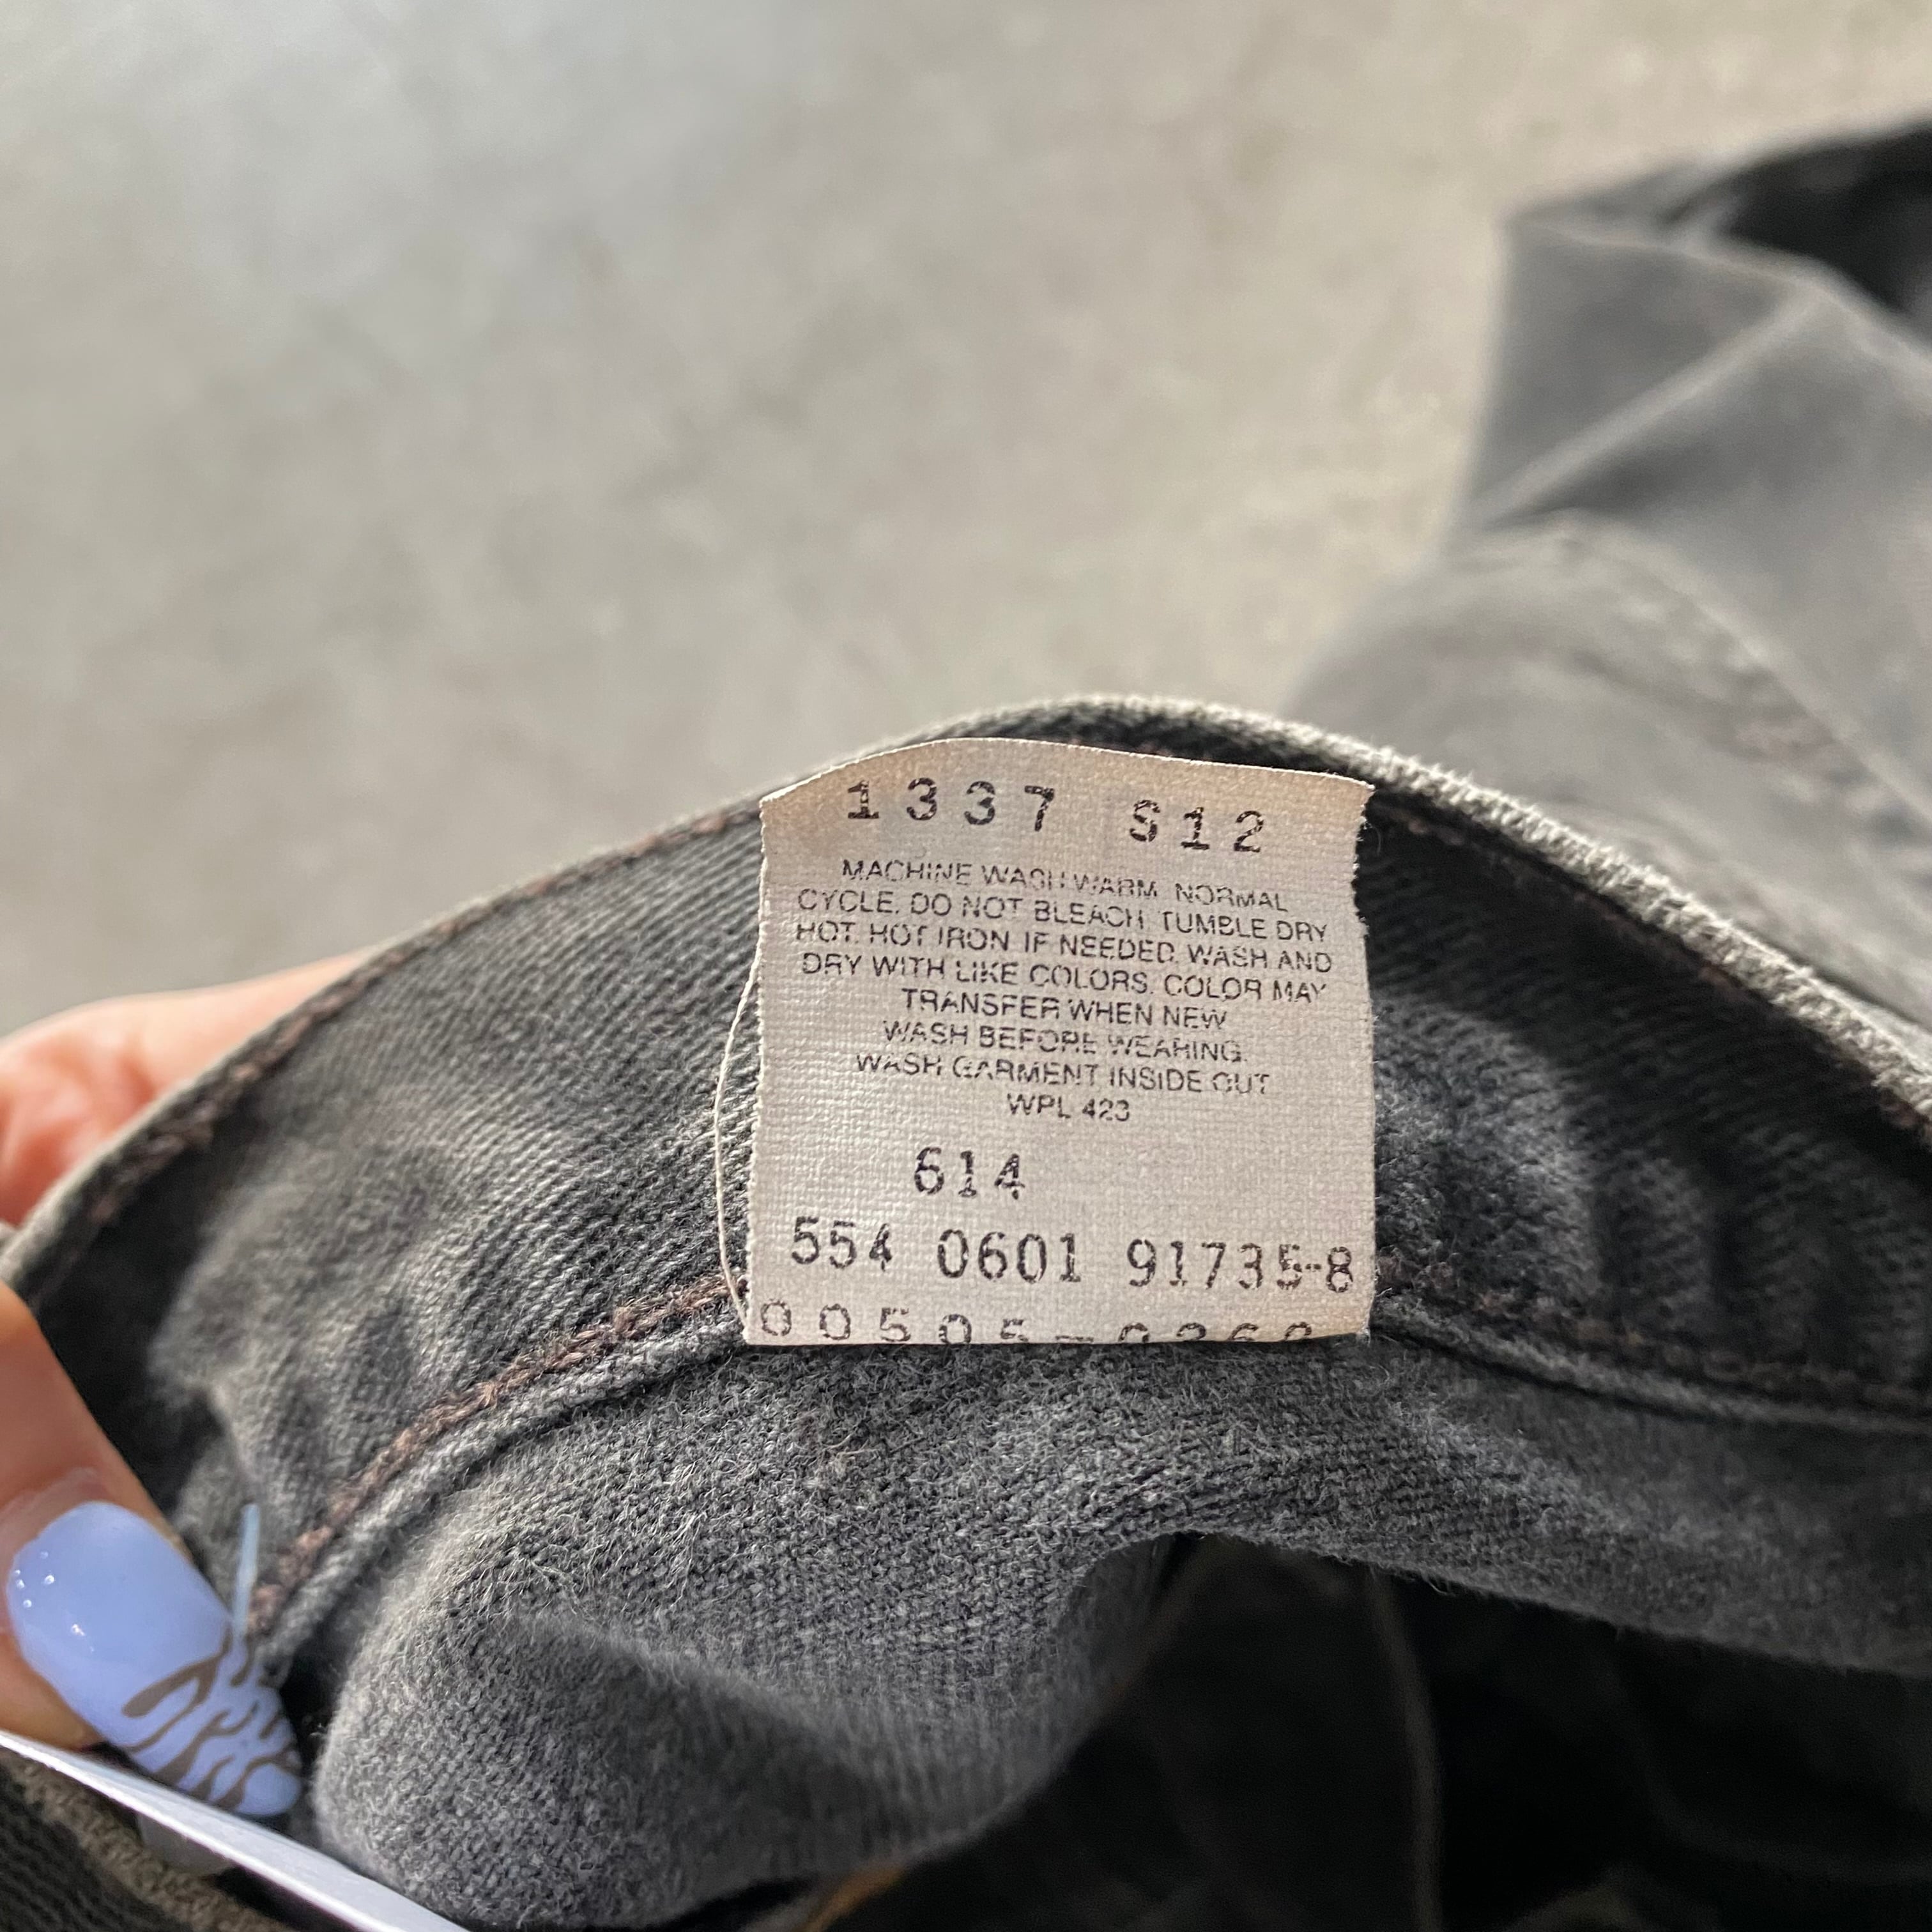 1337 S12
MACHINE WASH WARM NORMAL
CYCLE. DO NOT BLEACH. TUMBLE DRY
HOT. HOT IRON IF NEEDED. WASH AND
DRY WITH LIKE COLORS. COLOR MAY
TRANSFER WHEN NEW
WASH BEFORE WEARING.
WASH GARMENT INSIDE OUT
WPL 423
614
554 0601 91735-8
00505-